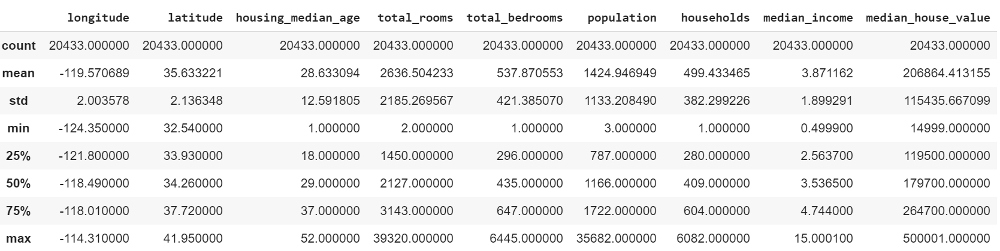 longitude latitude housing_median_age total_rooms total_bedrooms population households median_income median_house_value
count 20433.000000 20433.000000 20433.000000 20433.000000 20433.000000 20433.000000 20433.000000 20433.000000 20433.000000
mean -119.570689 35.633221 28.633094 2636.504233 537.870553 1424.946949 499.433465 3.871162 206864.413155
std 2.003578 2.136348 12.591805 2185.269567 421.385070 1133.208490 382.299226 1.899291 115435.667099
min -124.350000 32.540000 1.000000 2.000000 1.000000 3.000000 1.000000 0.499900 14999.000000
25% -121.800000 33.930000 18.000000 1450.000000 296.000000 787.000000 280.000000 2.563700 119500.000000
50% -118.490000 34.260000 29.000000 2127.000000 435.000000 1166.000000 409.000000 3.536500 179700.000000
75% -118.010000 37.720000 37.000000 3143.000000 647.000000 1722.000000 604.000000 4.744000 264700.000000
max -114.310000 41.950000 52.000000 39320.000000 6445.000000 35682.000000 6082.000000 15.000100 500001.000000